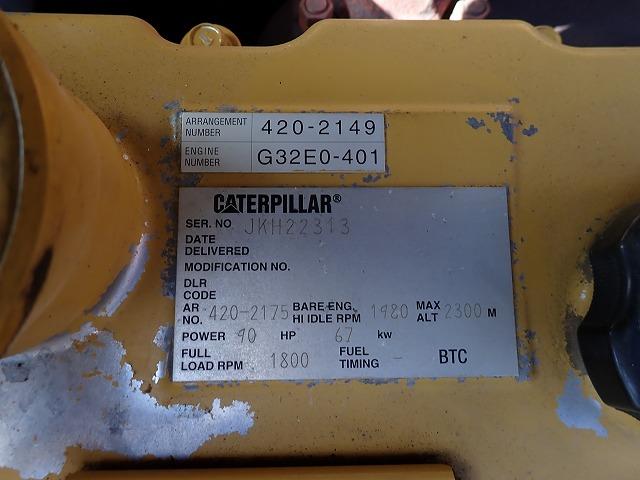 ARRANGEMENT NUMBER 420-2149
ENGINE NUMBER G32E0-401
CATERPILLAR®
SER. NO JKH22313
DATE DELIVERED
MODIFICATION NO.
DLR CODE
AR NO. 420-2175 BARE ENG. HI IDLE RPM 1980 MAX ALT 2300 M
POWER 90 HP 67 kw
FULL LOAD RPM 1800 FUEL TIMING - BTC